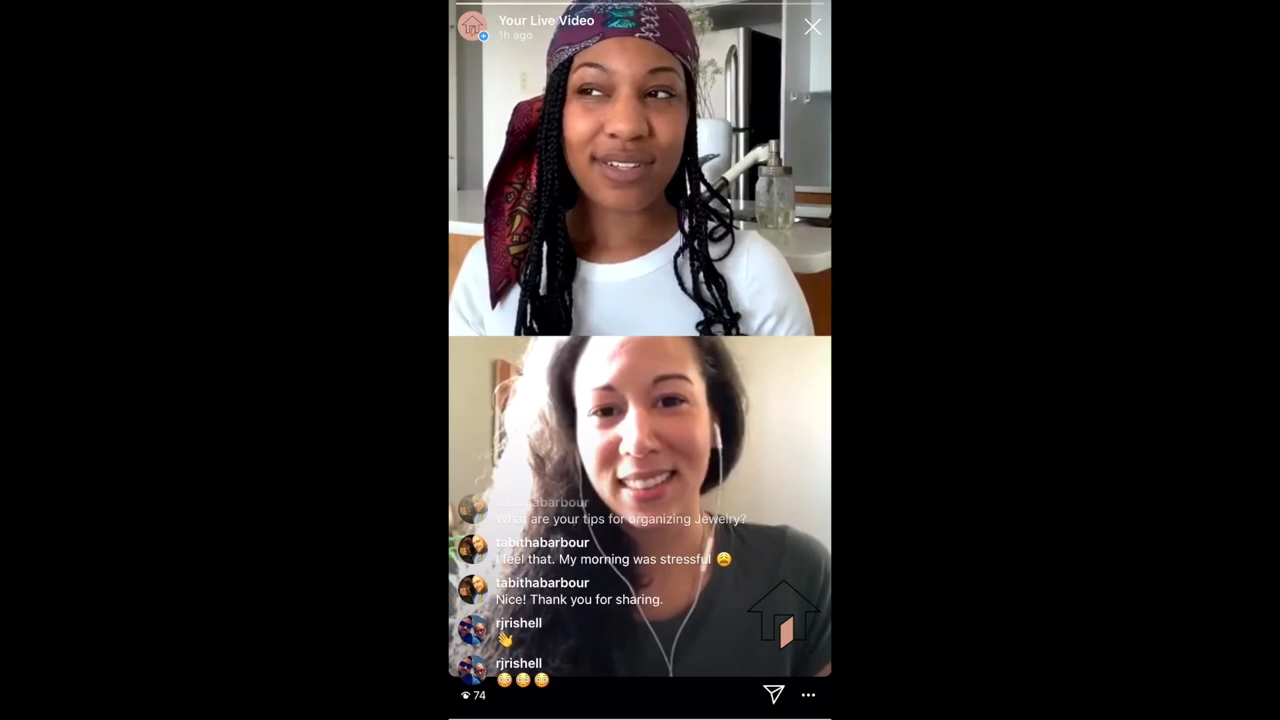 Your Live Video
1h ago
tabithabarbour
What are your tips for organizing Jewelry?
tabithabarbour
I feel that. My morning was stressful 😩
tabithabarbour
Nice! Thank you for sharing.
rjrishell
👋
rjrishell
😳😳😳
74